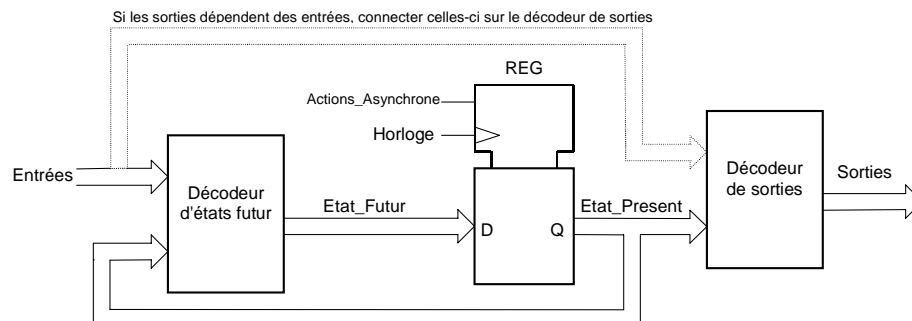 Si les sorties dépendent des entrées, connecter celles-ci sur le décodeur de sorties
REG
Actions_Asynchrone
Horloge
Entrées
Décodeur
d'états futur
Etat_Futur
D
Q
Etat_Present
Décodeur
de sorties
Sorties